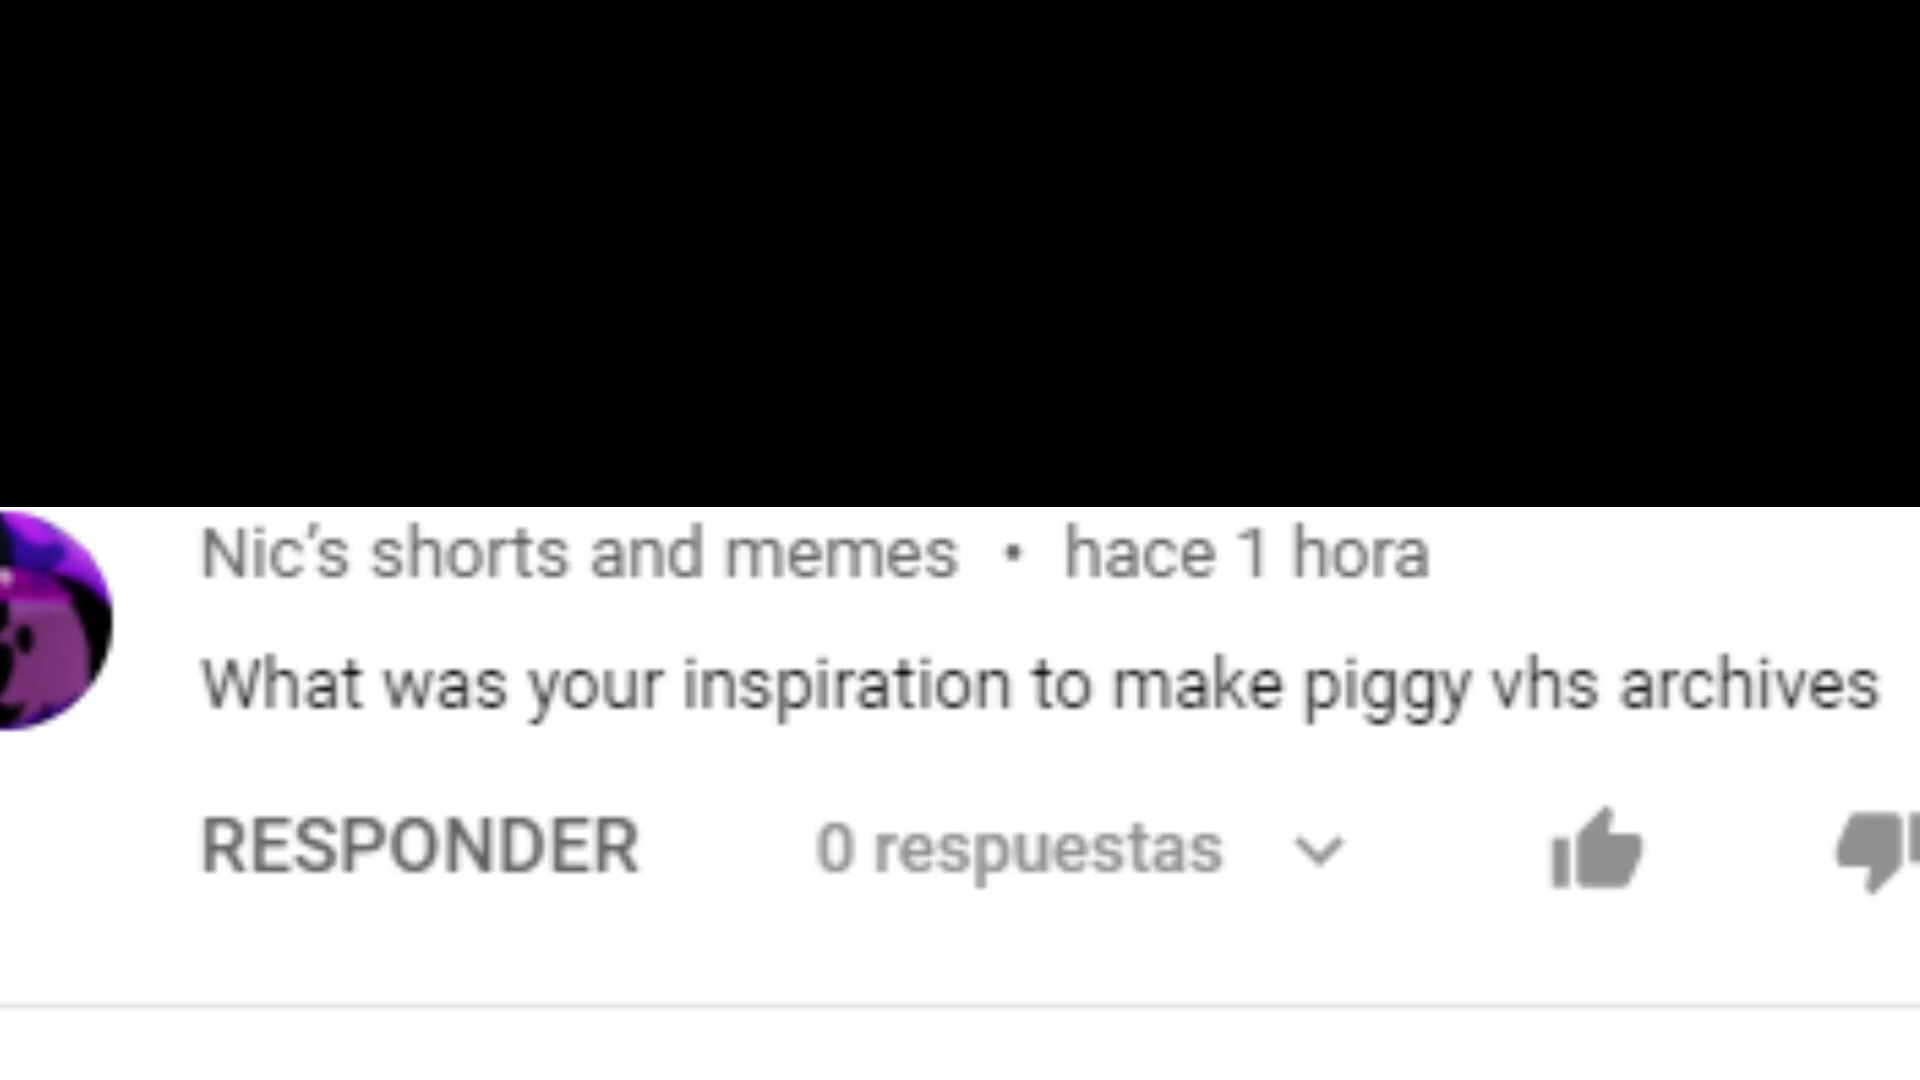 Nic’s shorts and memes • hace 1 hora
What was your inspiration to make piggy vhs archives
RESPONDER 0 respuestas